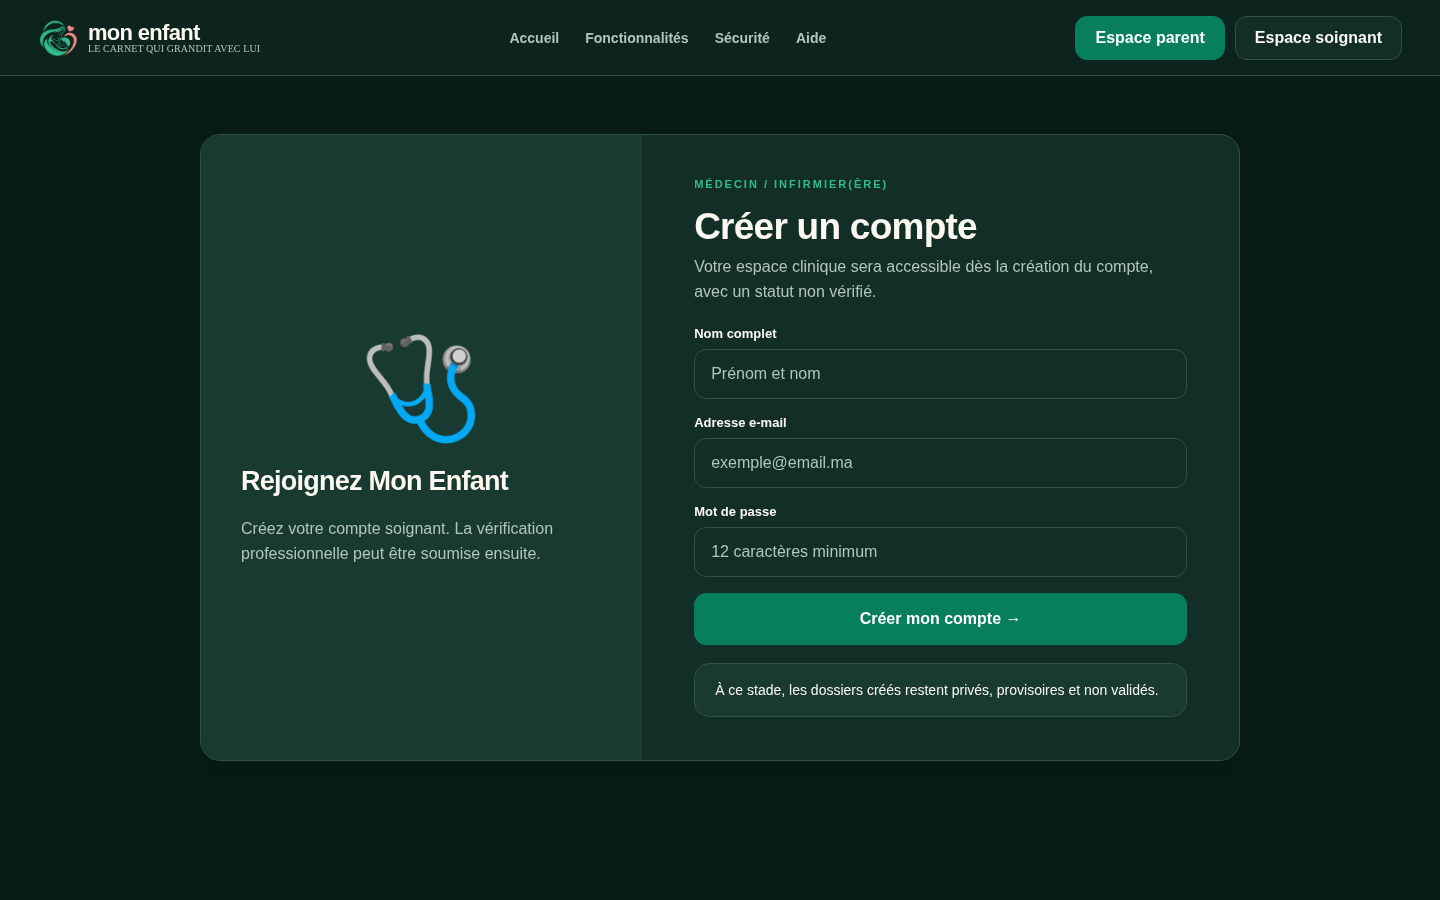 mon enfant
LE CARNET QUI GRANDIT AVEC LUI
Accueil
Fonctionnalités
Sécurité
Aide
Espace parent
Espace soignant
Rejoignez Mon Enfant
Créez votre compte soignant. La vérification
professionnelle peut être soumise ensuite.
MÉDECIN / INFIRMIER(ÈRE)
Créer un compte
Votre espace clinique sera accessible dès la création du compte,
avec un statut non vérifié.
Nom complet
Prénom et nom
Adresse e-mail
exemple@email.ma
Mot de passe
12 caractères minimum
Créer mon compte →
À ce stade, les dossiers créés restent privés, provisoires et non validés.